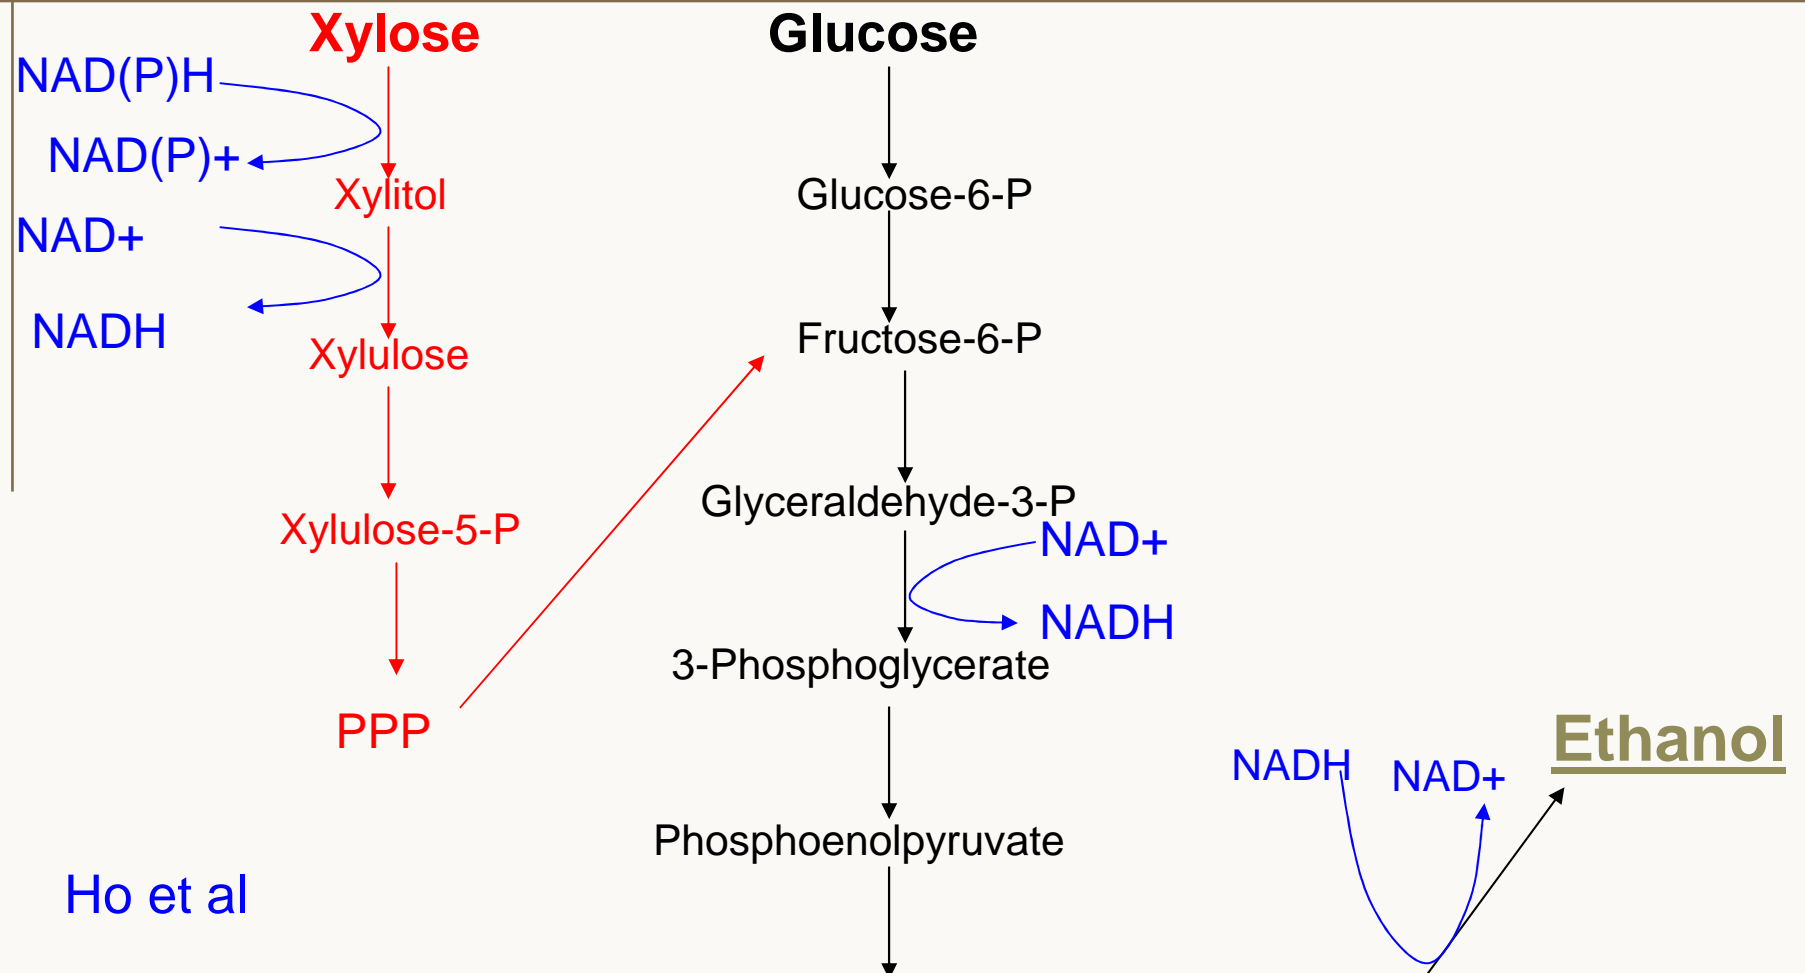 Xylose
Glucose
NAD(P)H
NAD(P)+
Xylitol
Glucose-6-P
NAD+
NADH
Xylulose
Fructose-6-P
Xylulose-5-P
Glyceraldehyde-3-P
NAD+
NADH
3-Phosphoglycerate
PPP
Ethanol
NADH
NAD+
Phosphoenolpyruvate
Ho et al